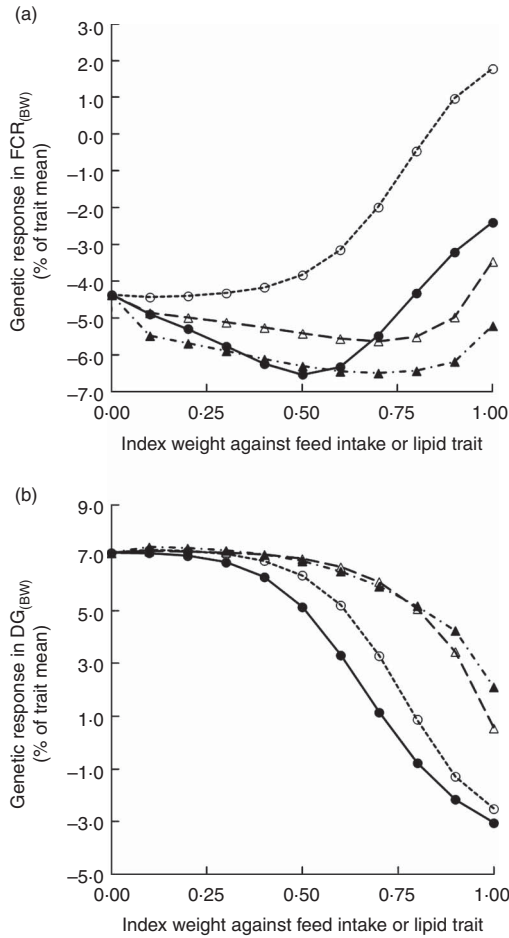 (a)
3·0
2·0
1·0
0·0
−1·0
−2·0
−3·0
−4·0
−5·0
−6·0
−7·0
Genetic response in FCR(BW)
(% of trait mean)
0·00 0·25 0·50 0·75 1·00
Index weight against feed intake or lipid trait
(b)
9·0
7·0
5·0
3·0
1·0
−1·0
−3·0
−5·0
Genetic response in DG(BW)
(% of trait mean)
0·00 0·25 0·50 0·75 1·00
Index weight against feed intake or lipid trait